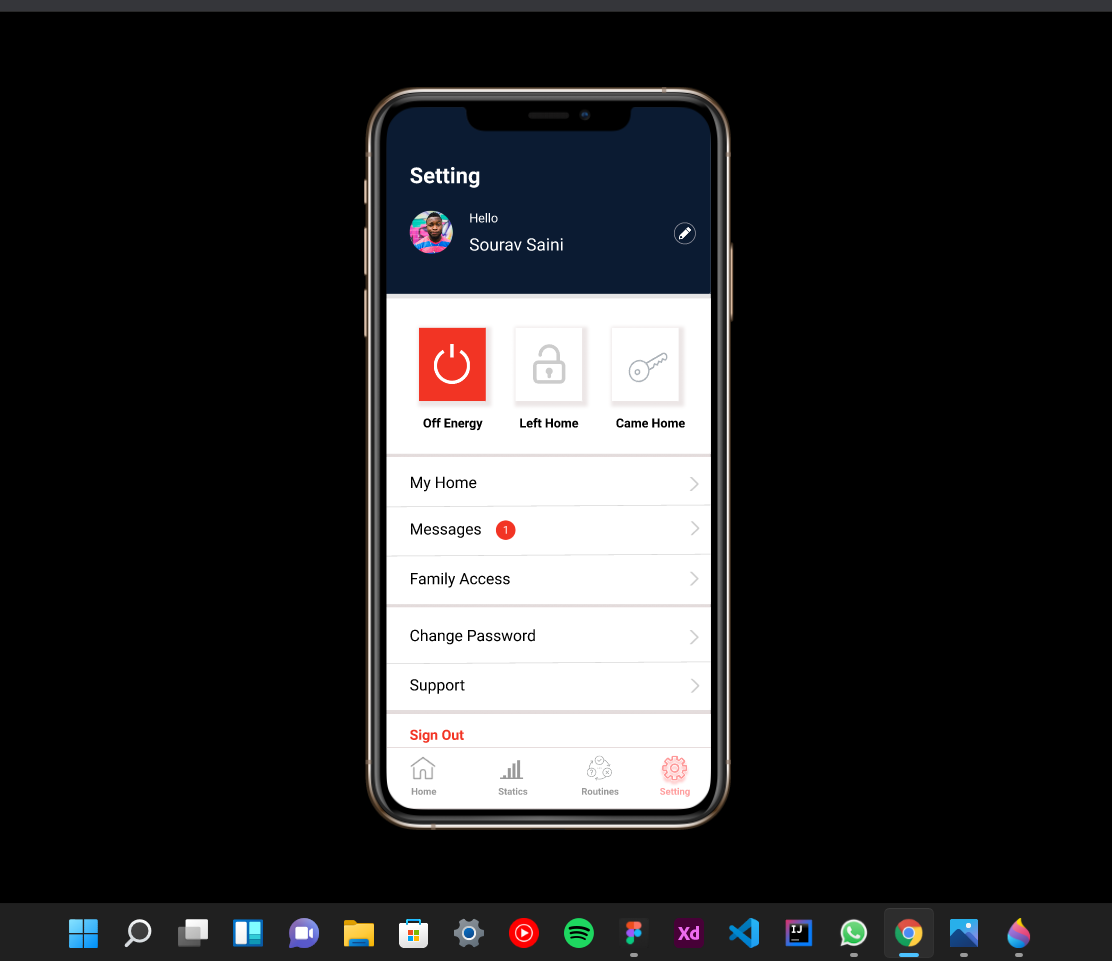 Setting
Hello
Sourav Saini
Off Energy
Left Home
Came Home
My Home
Messages 1
Family Access
Change Password
Support
Sign Out
Home
Statics
Routines
Setting
Xd
IJ